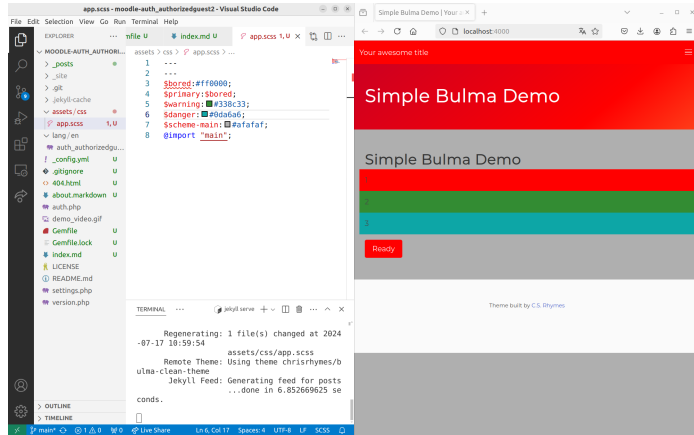 app.scss - moodle-auth_authorizedguest2 - Visual Studio Code
File Edit Selection View Go Run Terminal Help
EXPLORER
MOODLE-AUTH_AUTHORI...
> _posts
> _site
> .git
> .jekyll-cache
assets/css
app.scss 1, U
lang/en
auth_authorizedgu...
_config.yml U
.gitignore U
404.html U
about.markdown U
auth.php
demo_video.gif
Gemfile U
Gemfile.lock U
index.md U
LICENSE
README.md
settings.php
version.php
> OUTLINE
> TIMELINE
mfile U index.md U app.scss 1, U
assets > css > app.scss > ...
1 ---
2 ---
3 $bored:#ff0000;
4 $primary:$bored;
5 $warning:#338c33;
6 $danger:#0da6a6;
7 $scheme-main:#afafaf;
8 @import "main";
TERMINAL ... jekyll serve
Regenerating: 1 file(s) changed at 2024
-07-17 10:59:54
assets/css/app.scss
Remote Theme: Using theme chrisrhymes/b
ulma-clean-theme
Jekyll Feed: Generating feed for posts
...done in 6.852669625 se
conds.
main* 1 0 0 Live Share Ln 6, Col 17 Spaces: 4 UTF-8 LF SCSS
Simple Bulma Demo | Your
localhost:4000
Your awesome title
Simple Bulma Demo
Simple Bulma Demo
2
3
Ready
Theme built by C.S. Rhymes